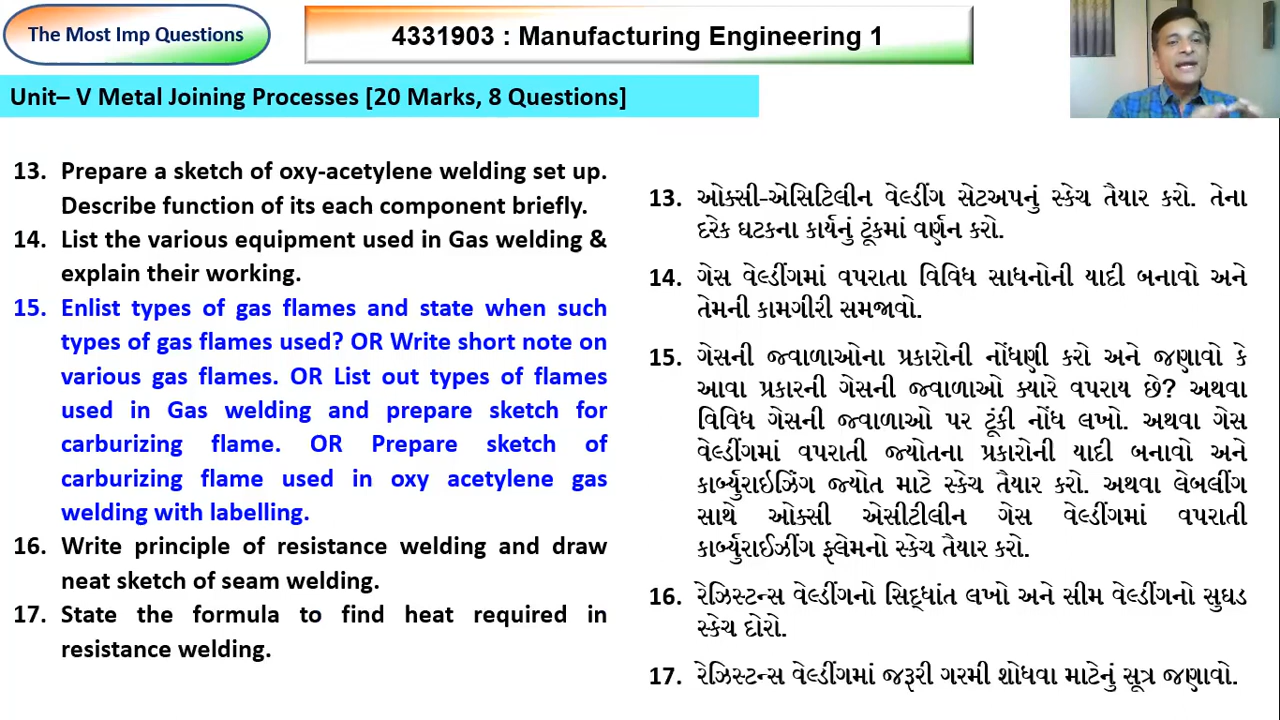 The Most Imp Questions
4331903 : Manufacturing Engineering 1
Unit– V Metal Joining Processes [20 Marks, 8 Questions]
13. Prepare a sketch of oxy-acetylene welding set up.
Describe function of its each component briefly.
14. List the various equipment used in Gas welding &
explain their working.
15. Enlist types of gas flames and state when such
types of gas flames used? OR Write short note on
various gas flames. OR List out types of flames
used in Gas welding and prepare sketch for
carburizing flame. OR Prepare sketch of
carburizing flame used in oxy acetylene gas
welding with labelling.
16. Write principle of resistance welding and draw
neat sketch of seam welding.
17. State the formula to find heat required in
resistance welding.
13. ઓક્સી-એસિટિલીન વેલ્ડીંગ સેટઅપનું સ્કેચ તૈયાર કરો. તેના
દરેક ઘટકના કાર્યનું ટૂંકમાં વર્ણન કરો.
14. ગેસ વેલ્ડીંગમાં વપરાતા વિવિધ સાધનોની યાદી બનાવો અને
તેમની કામગીરી સમજાવો.
15. ગેસની જ્વાળાઓના પ્રકારોની નોંધણી કરો અને જણાવો કે
આવા પ્રકારની ગેસની જ્વાળાઓ ક્યારે વપરાય છે? અથવા
વિવિધ ગેસની જ્વાળાઓ પર ટૂંકી નોંધ લખો. અથવા ગેસ
વેલ્ડીંગમાં વપરાતી જ્યોતના પ્રકારોની યાદી બનાવો અને
કાર્બ્યુરાઇઝિંગ જ્યોત માટે સ્કેચ તૈયાર કરો. અથવા લેબલીંગ
સાથે ઓક્સી એસીટીલીન ગેસ વેલ્ડીંગમાં વપરાતી
કાર્બ્યુરાઈઝીંગ ફ્લેમનો સ્કેચ તૈયાર કરો.
16. રેઝિસ્ટન્સ વેલ્ડીંગનો સિદ્ધાંત લખો અને સીમ વેલ્ડીંગનો સુઘડ
સ્કેચ દોરો.
17. રેઝિસ્ટન્સ વેલ્ડીંગમાં જરૂરી ગરમી શોધવા માટેનું સૂત્ર જણાવો.